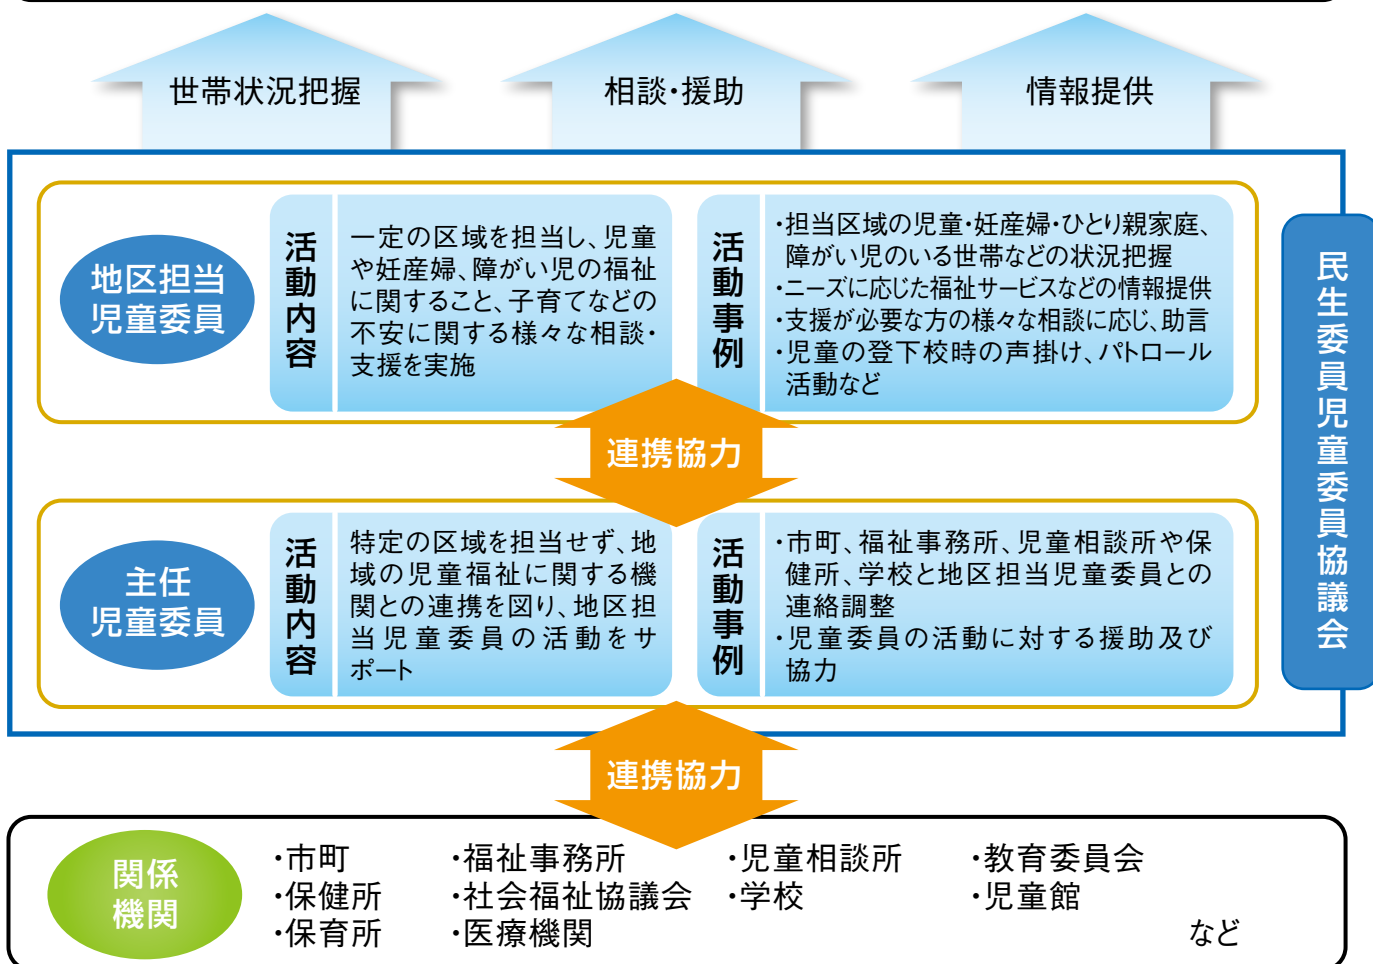 世帯状況把握
相談・援助
情報提供
地区担当
児童委員
活動内容
一定の区域を担当し、児童
や妊産婦、障がい児の福祉
に関すること、子育てなどの
不安に関する様々な相談・
支援を実施
活動事例
・担当区域の児童・妊産婦・ひとり親家庭、
障がい児のいる世帯などの状況把握
・ニーズに応じた福祉サービスなどの情報提供
・支援が必要な方の様々な相談に応じ、助言
・児童の登下校時の声掛け、パトロール
活動など
民生委員児童委員協議会
連携協力
主任
児童委員
活動内容
特定の区域を担当せず、地
域の児童福祉に関する機
関との連携を図り、地区担
当児童委員の活動をサ
ポート
活動事例
・市町、福祉事務所、児童相談所や保
健所、学校と地区担当児童委員との
連絡調整
・児童委員の活動に対する援助及び
協力
連携協力
関係
機関
・市町 ・福祉事務所 ・児童相談所 ・教育委員会
・保健所 ・社会福祉協議会 ・学校 ・児童館
・保育所 ・医療機関 など